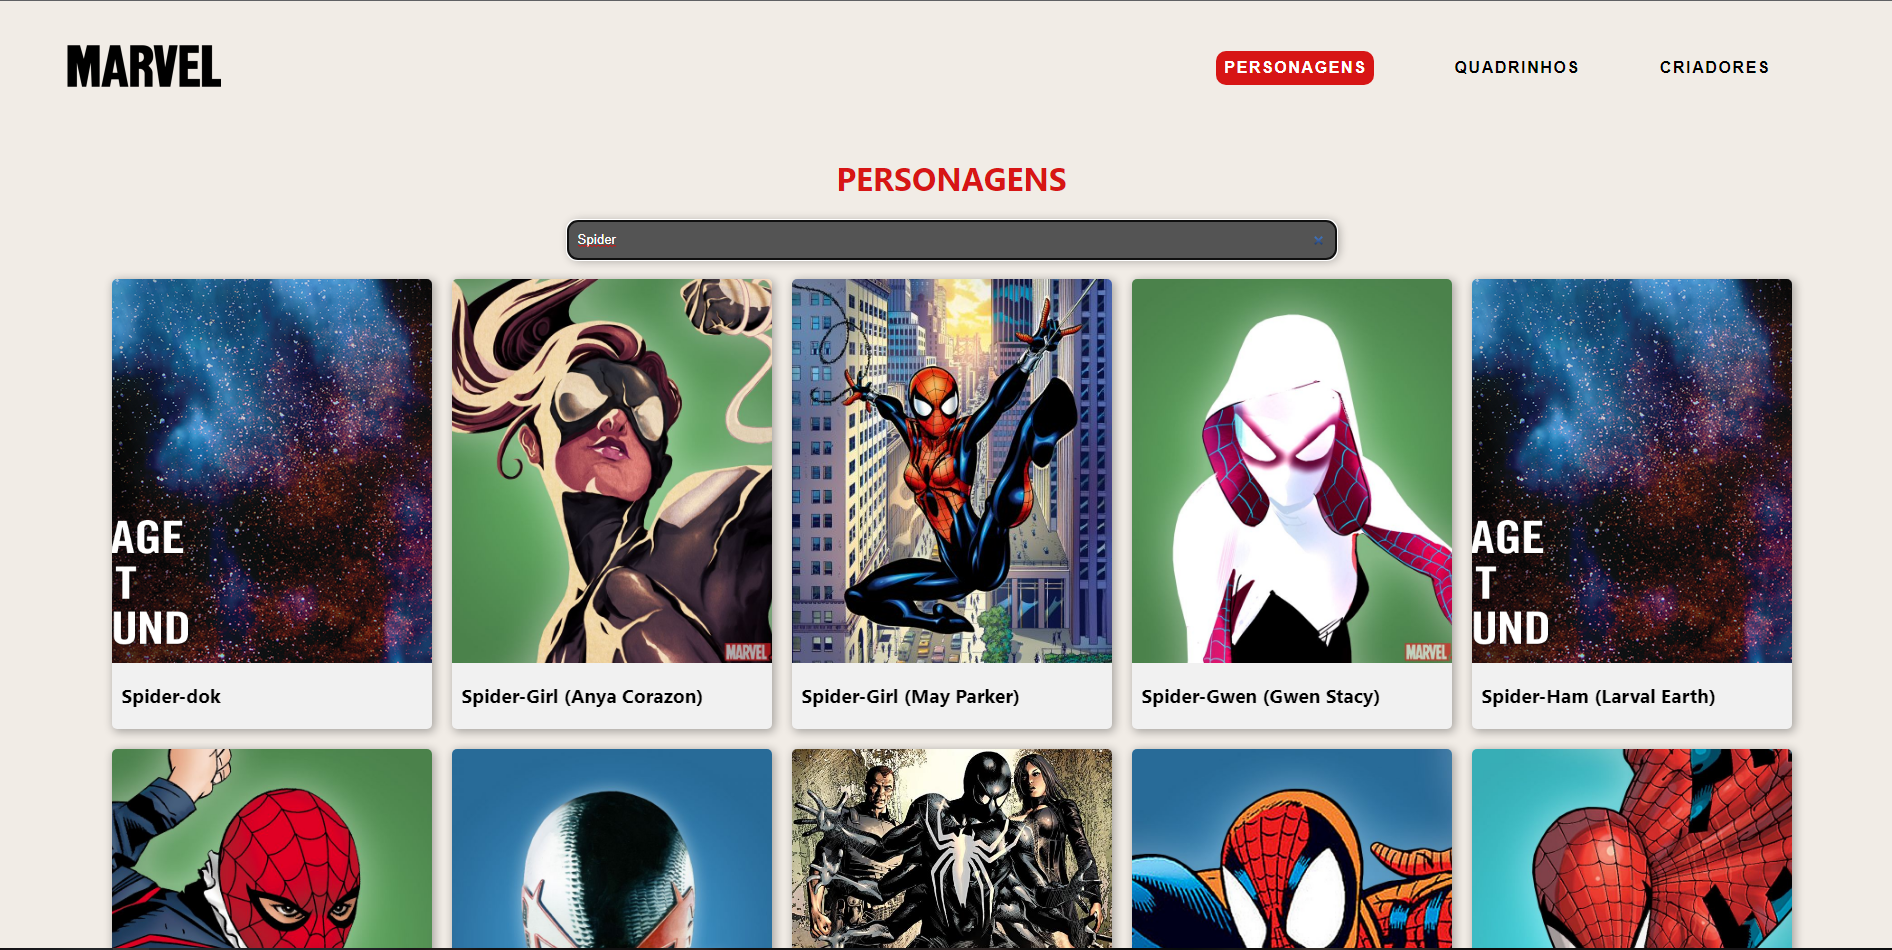 MARVEL
PERSONAGENS
QUADRINHOS
CRIADORES
PERSONAGENS
Spider
AGE
T
UND
MARVEL
MARVEL
AGE
T
UND
Spider-dok
Spider-Girl (Anya Corazon)
Spider-Girl (May Parker)
Spider-Gwen (Gwen Stacy)
Spider-Ham (Larval Earth)